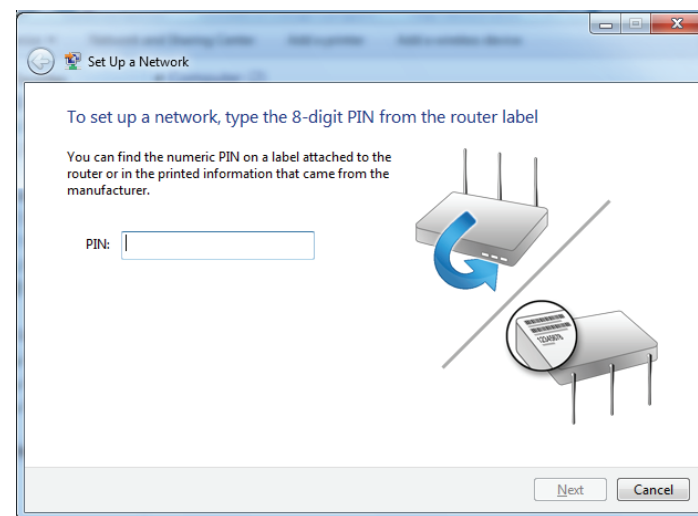 Set Up a Network
To set up a network, type the 8-digit PIN from the router label
You can find the numeric PIN on a label attached to the
router or in the printed information that came from the
manufacturer.
PIN:
12345678
Next
Cancel